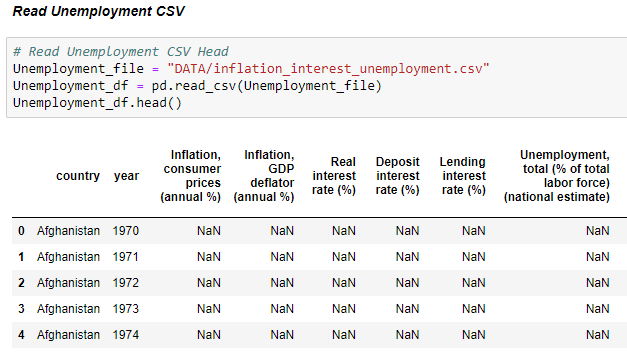 Read Unemployment CSV
# Read Unemployment CSV Head
Unemployment_file = "DATA/inflation_interest_unemployment.csv"
Unemployment_df = pd.read_csv(Unemployment_file)
Unemployment_df.head()
country year Inflation, consumer prices (annual %) Inflation, GDP deflator (annual %) Real interest rate (%) Deposit interest rate (%) Lending interest rate (%) Unemployment, total (% of total labor force) (national estimate)
0 Afghanistan 1970 NaN NaN NaN NaN NaN NaN
1 Afghanistan 1971 NaN NaN NaN NaN NaN NaN
2 Afghanistan 1972 NaN NaN NaN NaN NaN NaN
3 Afghanistan 1973 NaN NaN NaN NaN NaN NaN
4 Afghanistan 1974 NaN NaN NaN NaN NaN NaN